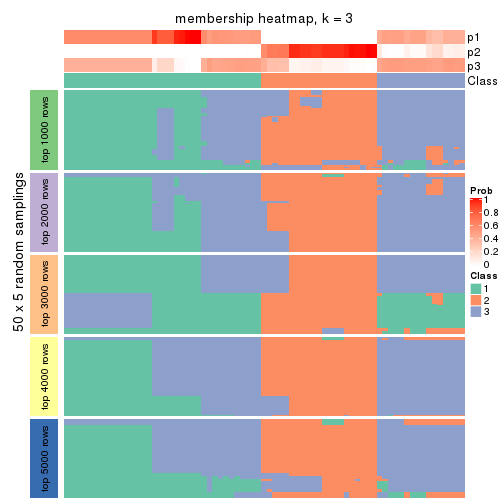 membership heatmap, k = 3
p1
p2
p3
Class
50 x 5 random samplings
top 1000 rows
top 2000 rows
top 3000 rows
top 4000 rows
top 5000 rows
Prob
1
0.8
0.6
0.4
0.2
0
Class
1
2
3